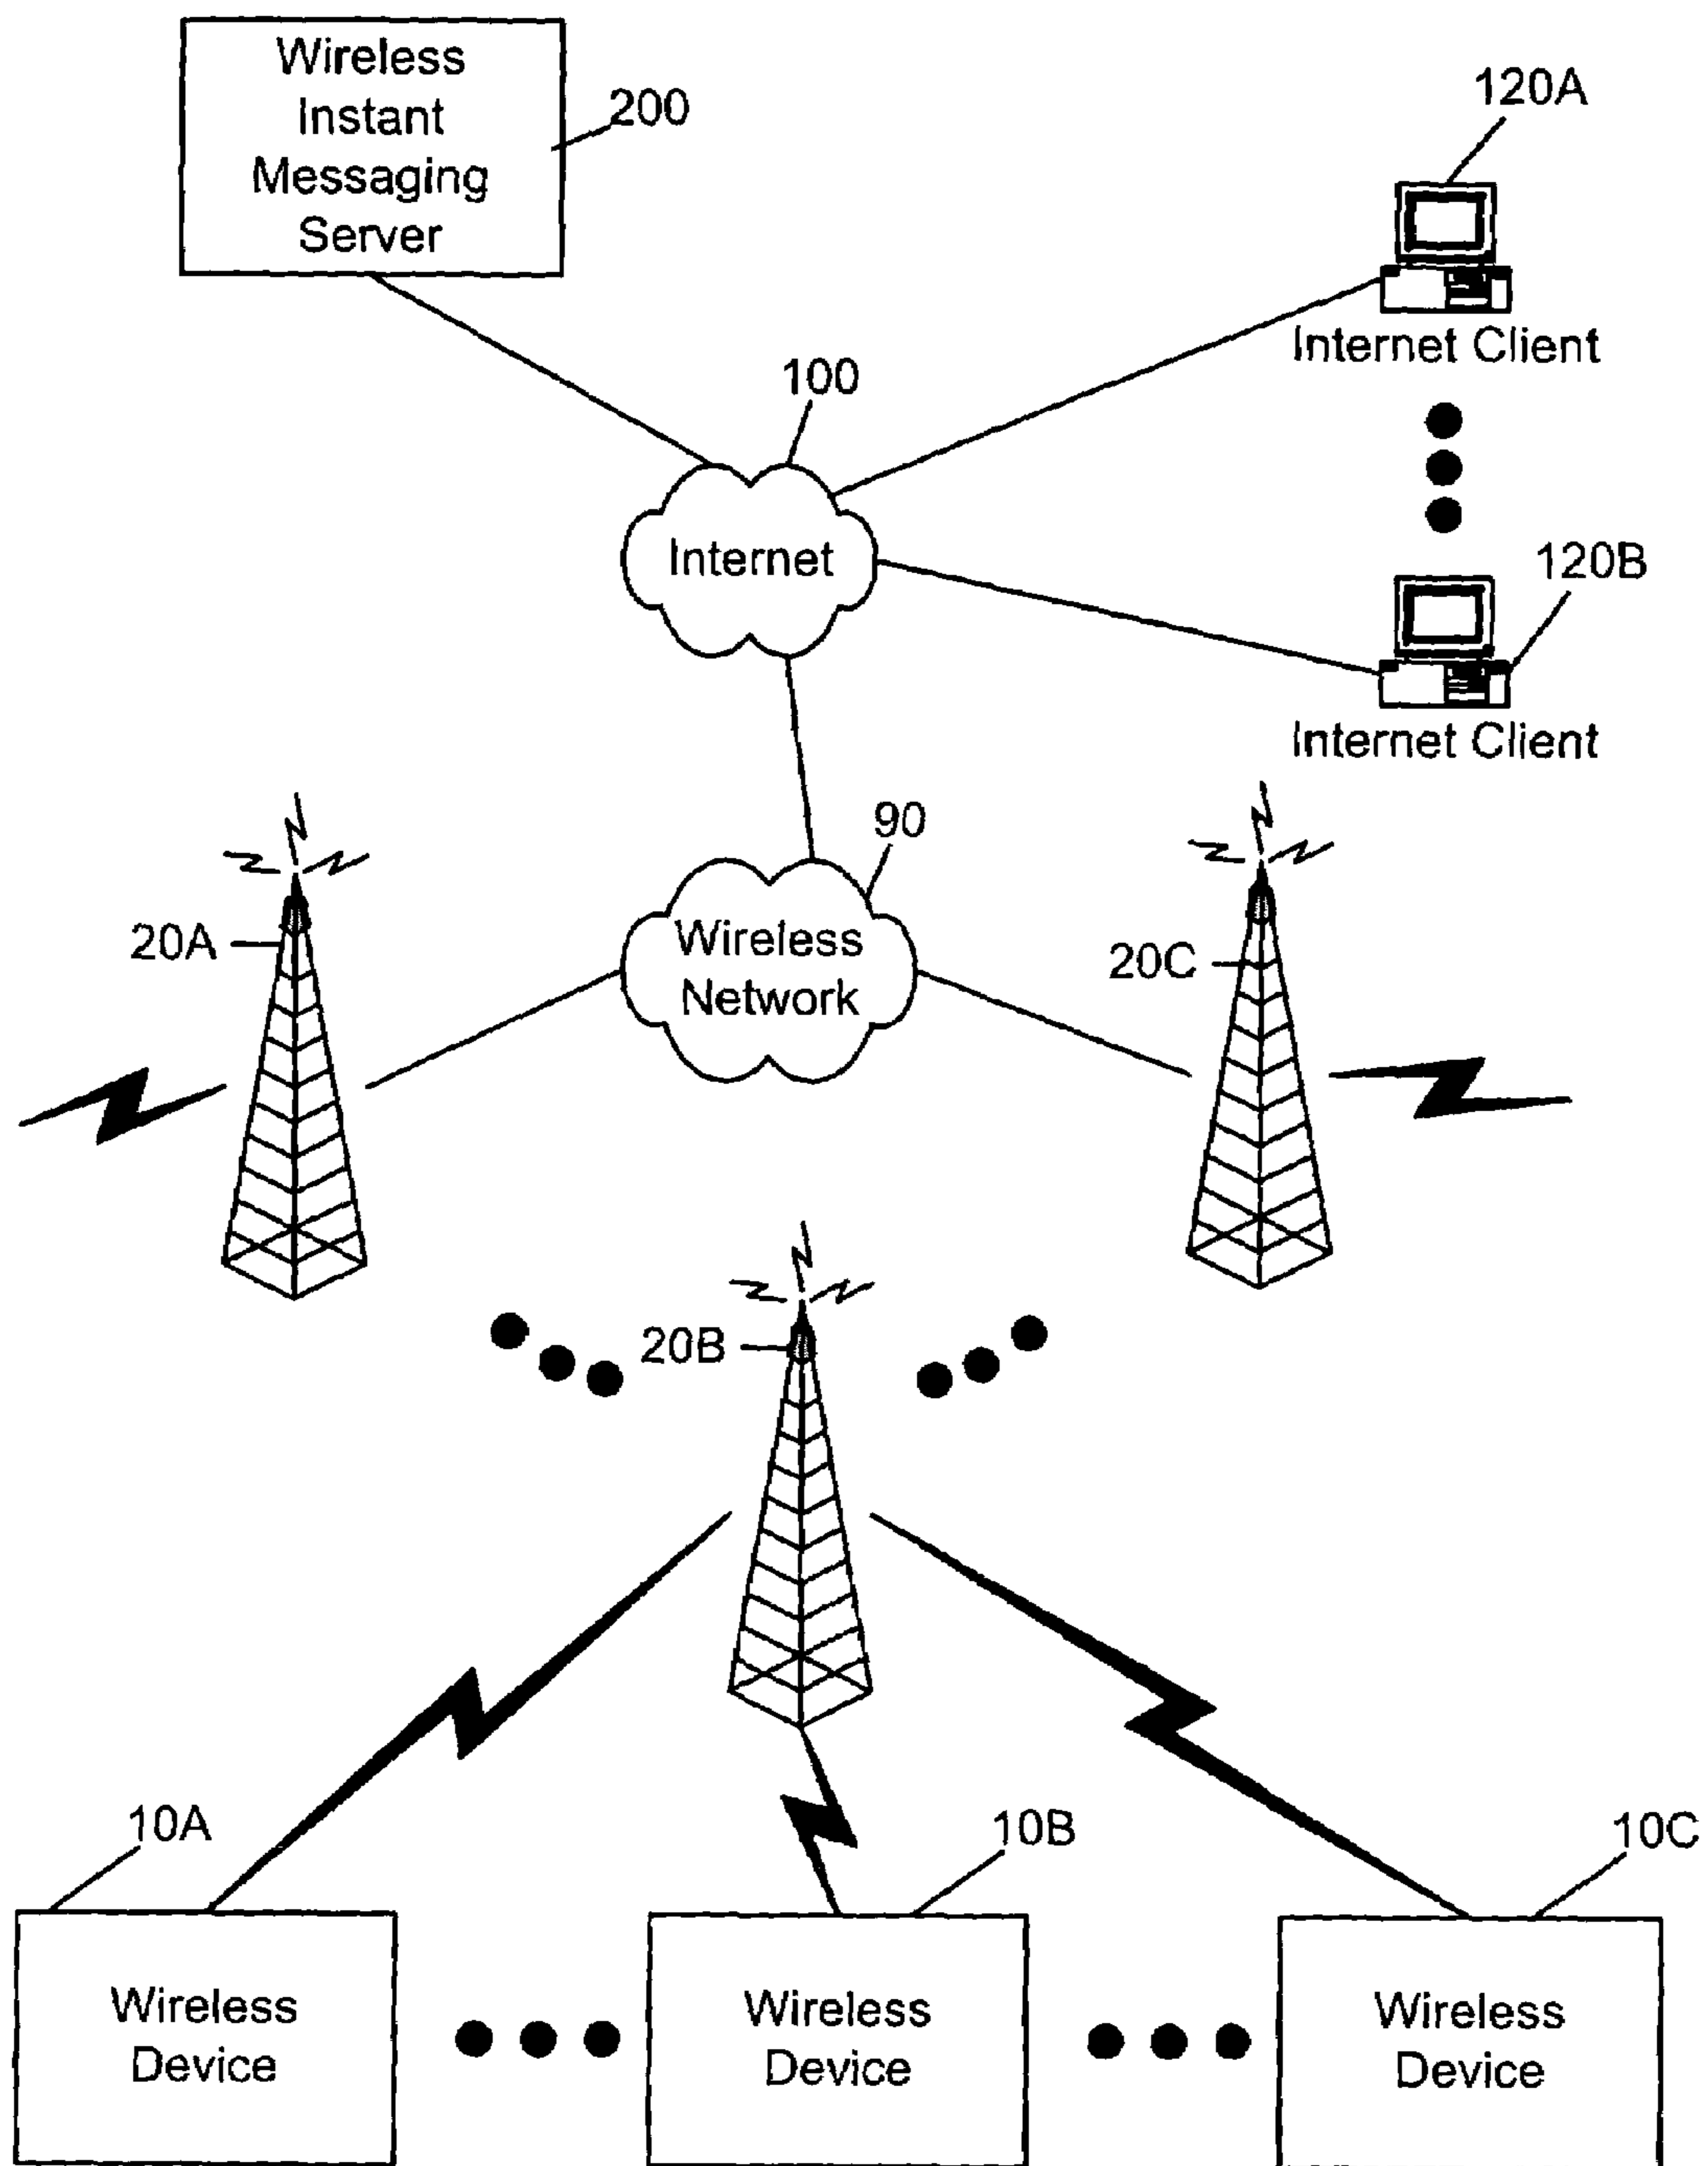 Wireless
Instant
Messaging
Server
200
120A
Internet Client
100
Internet
120B
Internet Client
90
Wireless
Network
20A
20C
20B
10A
10B
10C
Wireless
Device
Wireless
Device
Wireless
Device